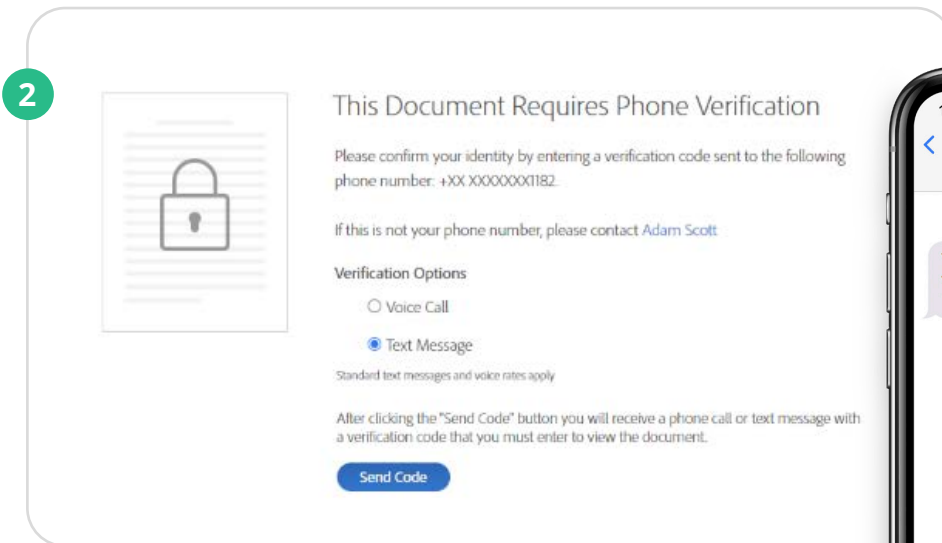 2
This Document Requires Phone Verification
Please confirm your identity by entering a verification code sent to the following
phone number: +XX XXXXXXX1182.
If this is not your phone number, please contact Adam Scott
Verification Options
Voice Call
Text Message
Standard text messages and voice rates apply
After clicking the "Send Code" button you will receive a phone call or text message with
a verification code that you must enter to view the document.
Send Code